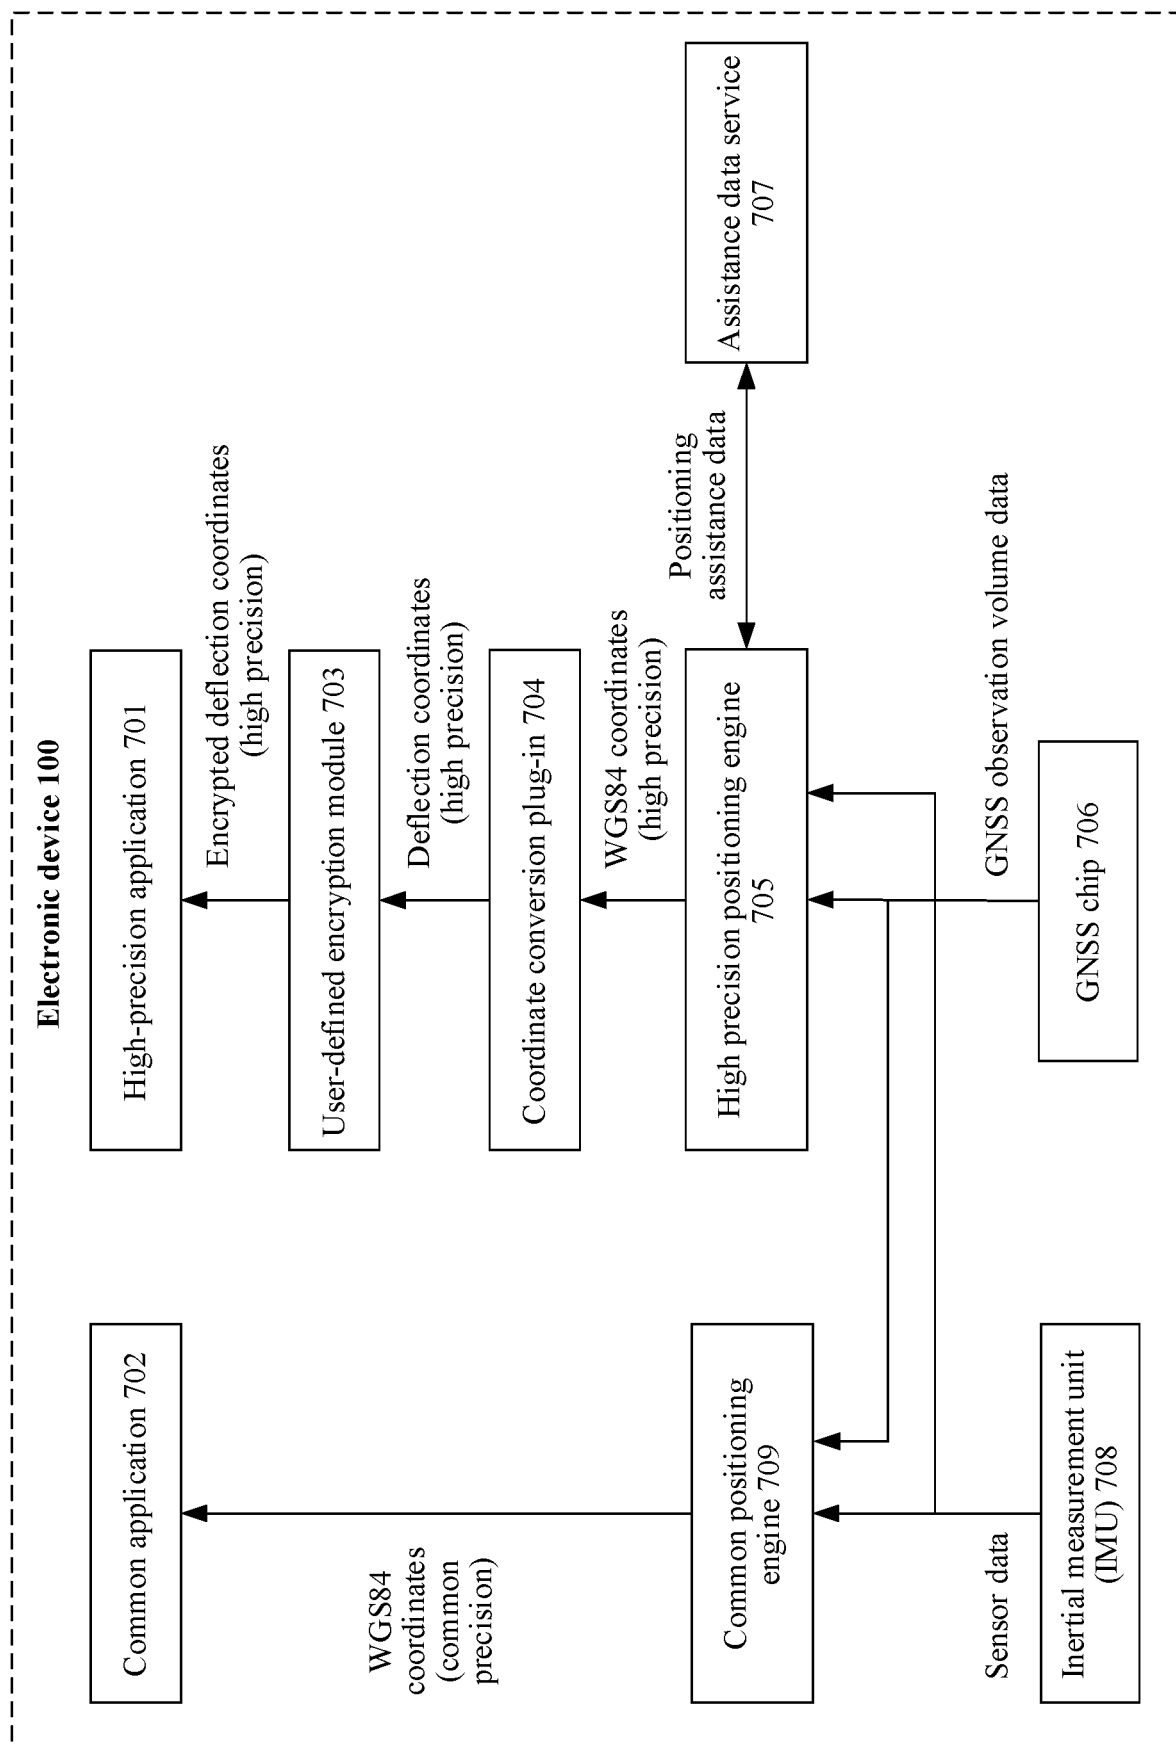 Electronic device 100
Common application 702
High-precision application 701
Encrypted deflection coordinates
(high precision)
User-defined encryption module 703
Deflection coordinates
(high precision)
WGS84
coordinates
(common
precision)
Coordinate conversion plug-in 704
WGS84 coordinates
(high precision)
Positioning
assistance data
Common positioning
engine 709
High precision positioning engine
705
Assistance data service
707
Sensor data
GNSS observation volume data
Inertial measurement unit
(IMU) 708
GNSS chip 706